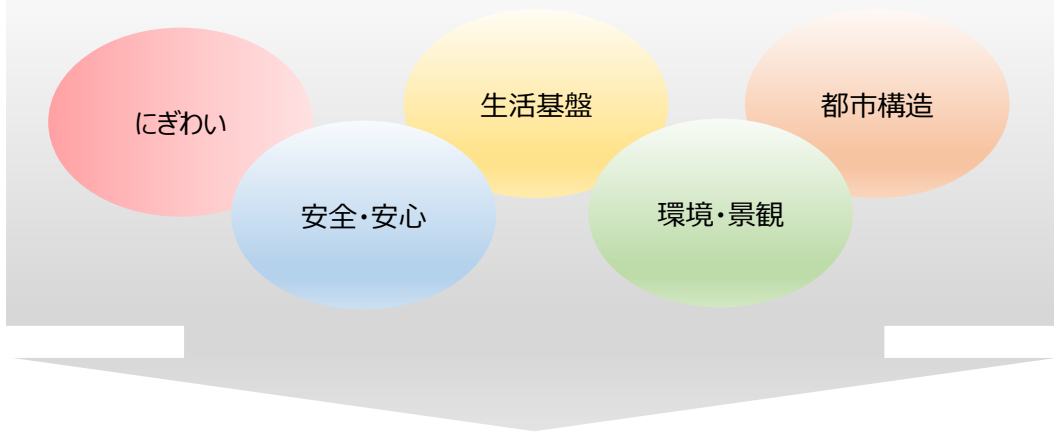 にぎわい
生活基盤
都市構造
安全・安心
環境・景観